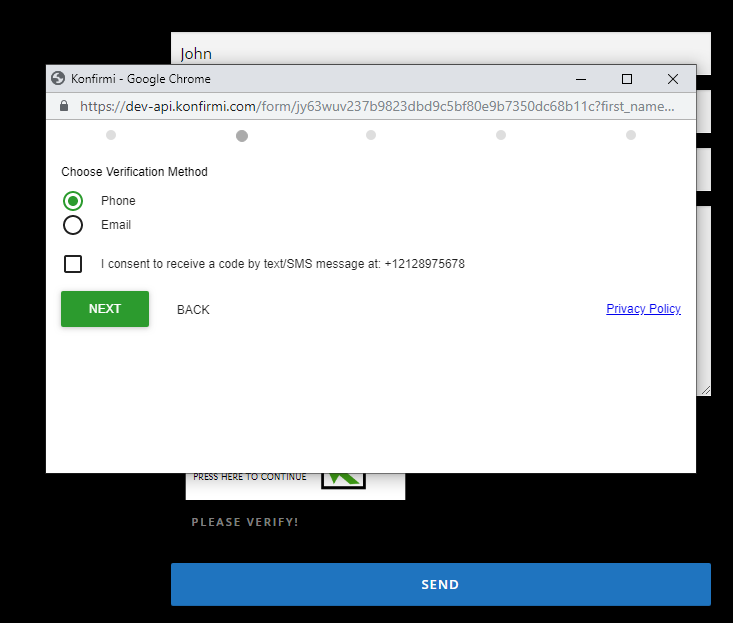 John
Konfirmi - Google Chrome
https://dev-api.konfirmi.com/form/jy63wuv237b9823dbd9c5bf80e9b7350dc68b11c?first_name...
Choose Verification Method
Phone
Email
I consent to receive a code by text/SMS message at: +12128975678
NEXT
BACK
Privacy Policy
PRESS HERE TO CONTINUE
PLEASE VERIFY!
SEND